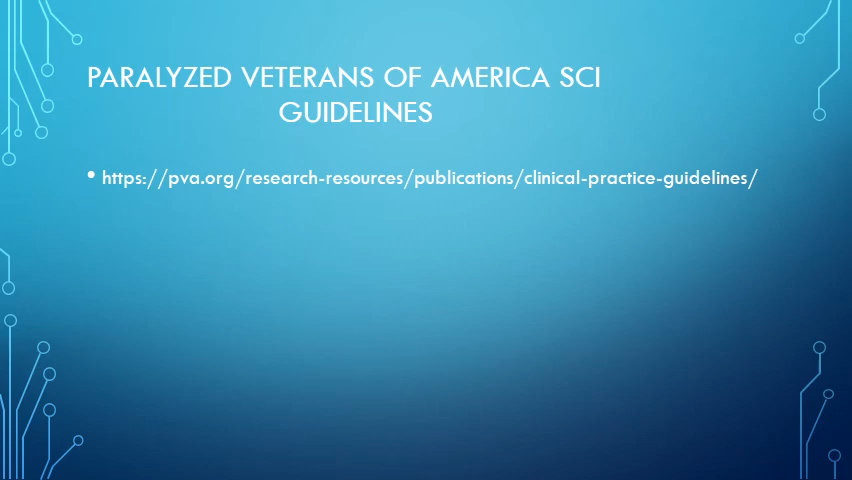 PARALYZED VETERANS OF AMERICA SCI
GUIDELINES
• https://pva.org/research-resources/publications/clinical-practice-guidelines/